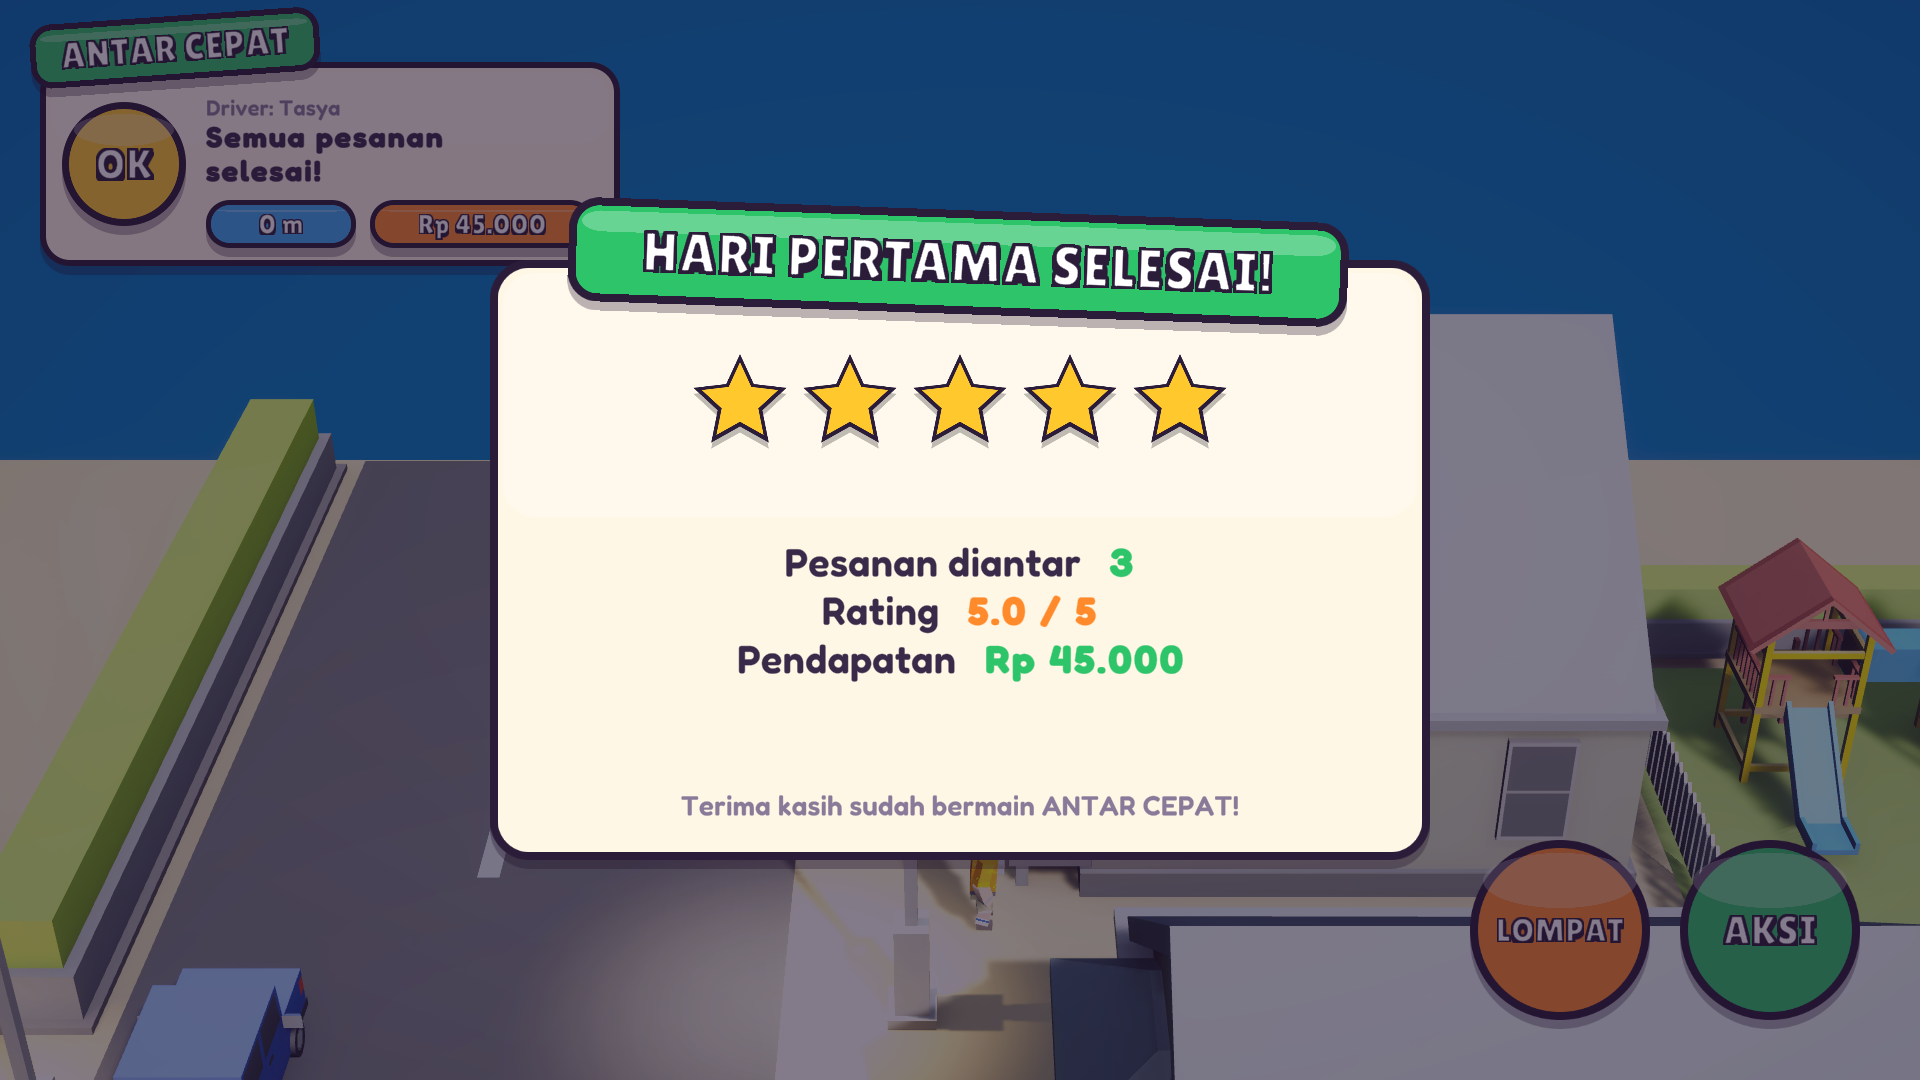 ANTAR CEPAT
OK
Driver: Tasya
Semua pesanan
selesai!
0 m
Rp 45.000
HARI PERTAMA SELESAI!
Pesanan diantar 3
Rating 5.0 / 5
Pendapatan Rp 45.000
Terima kasih sudah bermain ANTAR CEPAT!
LOMPAT
AKSI